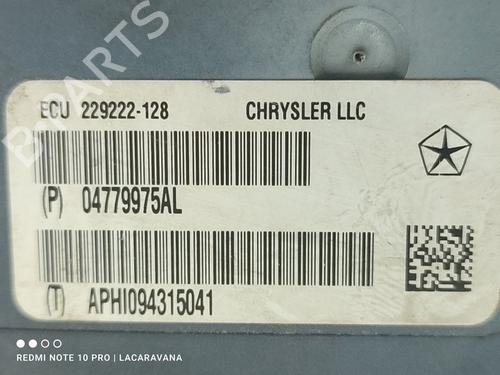 B-PARTS
ECU 229222-128 CHRYSLER LLC
(P) 04779975AL
(T) APHI094315041
REDMI NOTE 10 PRO | LACARAVANA